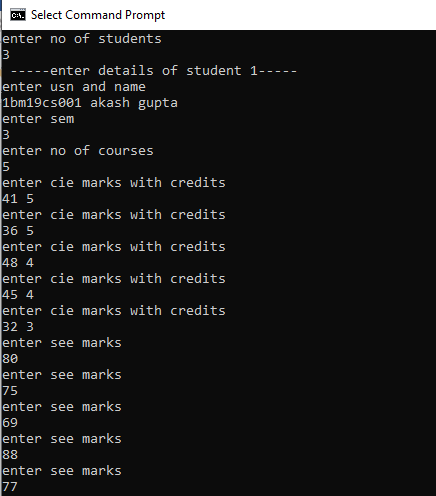 C:\.
Select Command Prompt
enter no of students
3
-----enter details of student 1-----
enter usn and name
1bm19cs001 akash gupta
enter sem
3
enter no of courses
5
enter cie marks with credits
41 5
enter cie marks with credits
36 5
enter cie marks with credits
48 4
enter cie marks with credits
45 4
enter cie marks with credits
32 3
enter see marks
80
enter see marks
75
enter see marks
69
enter see marks
88
enter see marks
77